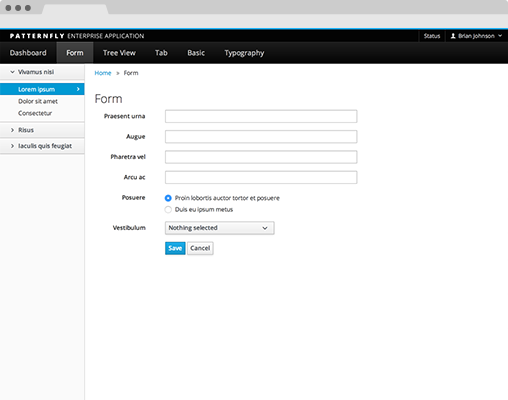 PATTERNFLY ENTERPRISE APPLICATION Status Brian Johnson
Dashboard Form Tree View Tab Basic Typography
Vivamus nisi
Lorem ipsum
Dolor sit amet
Consectetur
Risus
Iaculis quis feugiat
Home » Form
Form
Praesent urna
Augue
Pharetra vel
Arcu ac
Posuere Proin lobortis auctor tortor et posuere
Duis eu ipsum metus
Vestibulum Nothing selected
Save Cancel